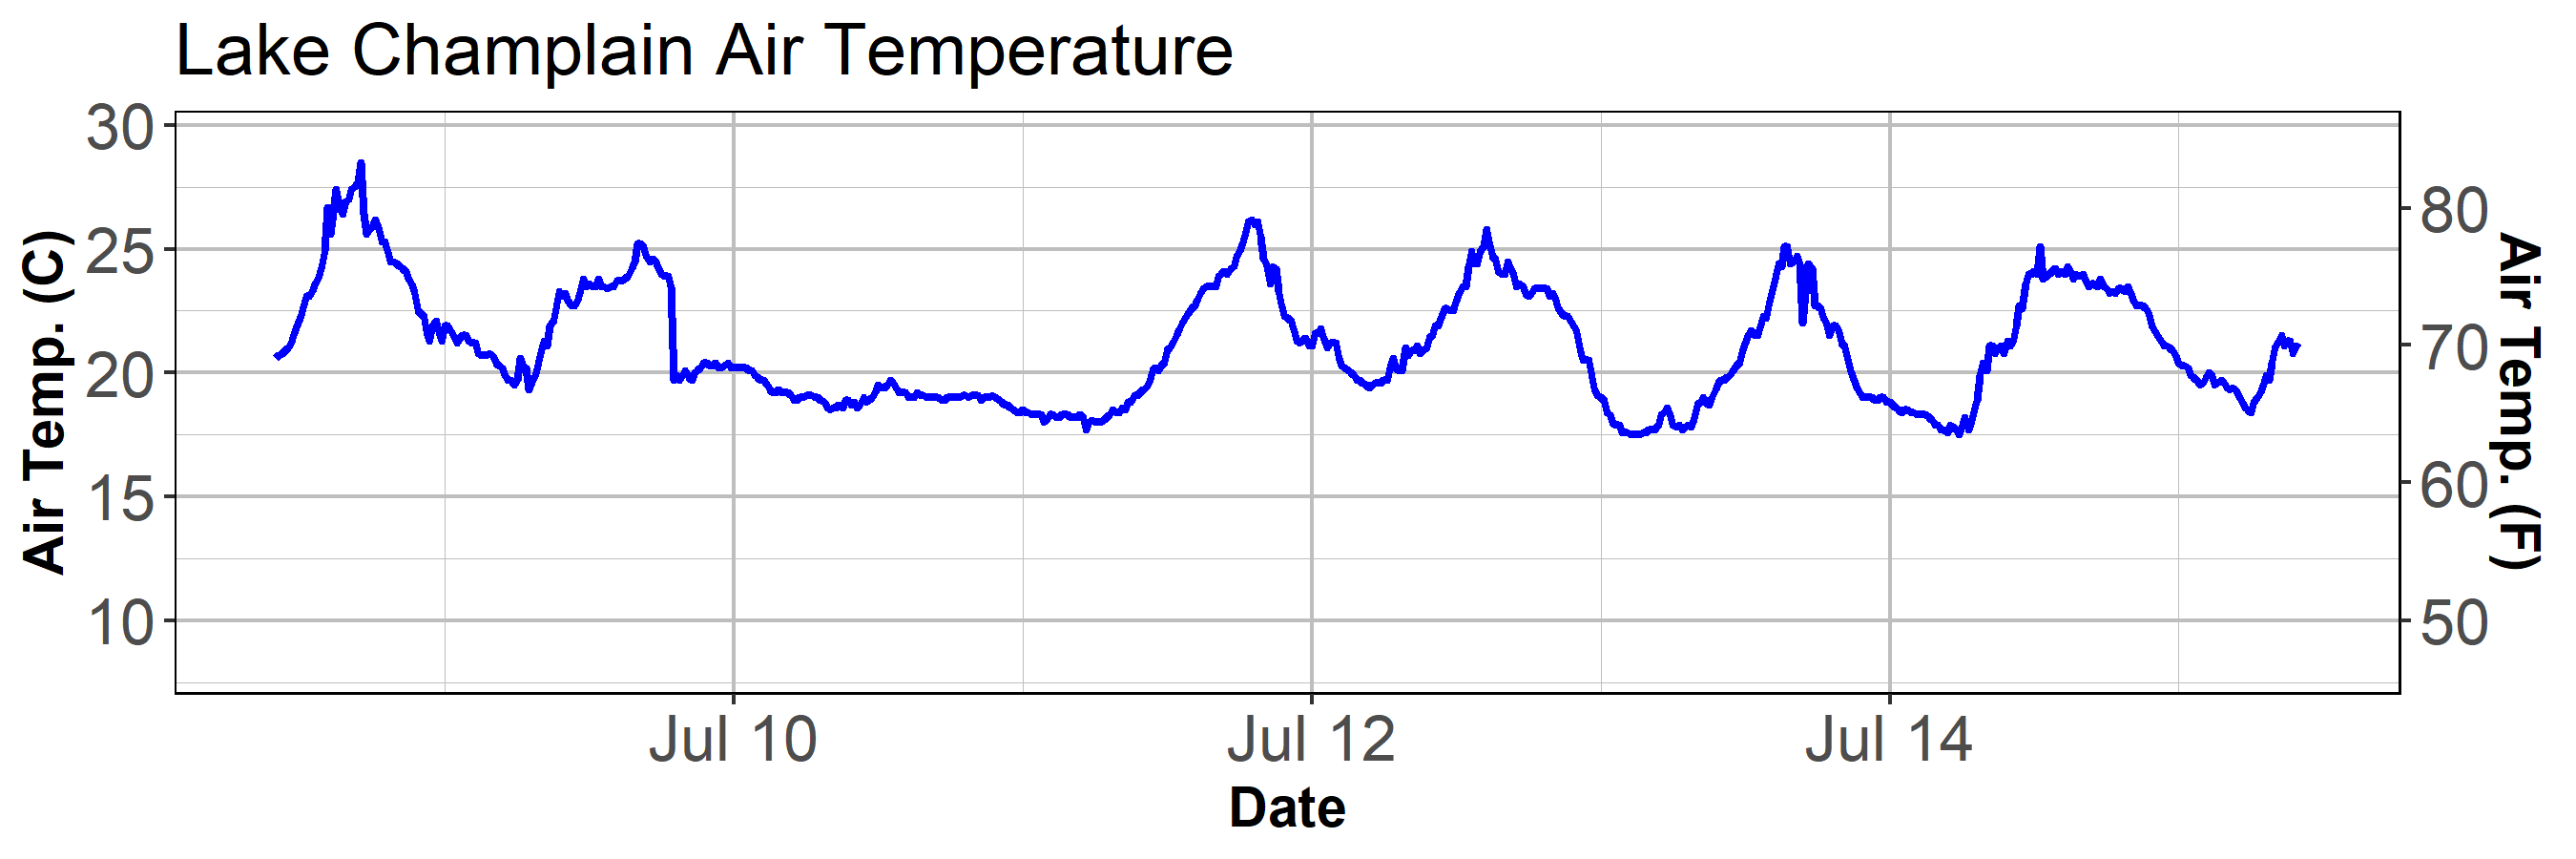 Lake Champlain Air Temperature
30
25
20
15
10
Air Temp. (C)
80
70
60
50
Air Temp. (F)
Jul 10
Jul 12
Jul 14
Date